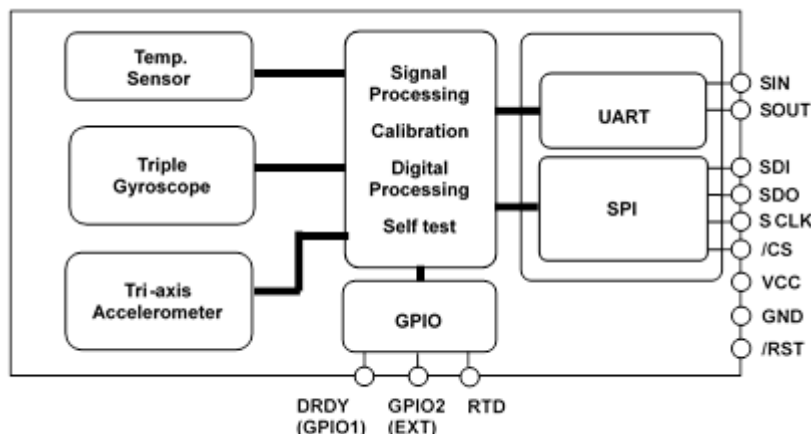 Temp.
Sensor
Triple
Gyroscope
Tri-axis
Accelerometer
Signal
Processing
Calibration
Digital
Processing
Self test
GPIO
UART
SPI
SIN
SOUT
SDI
SDO
S CLK
/CS
VCC
GND
/RST
DRDY
(GPIO1)
GPIO2
(EXT)
RTD